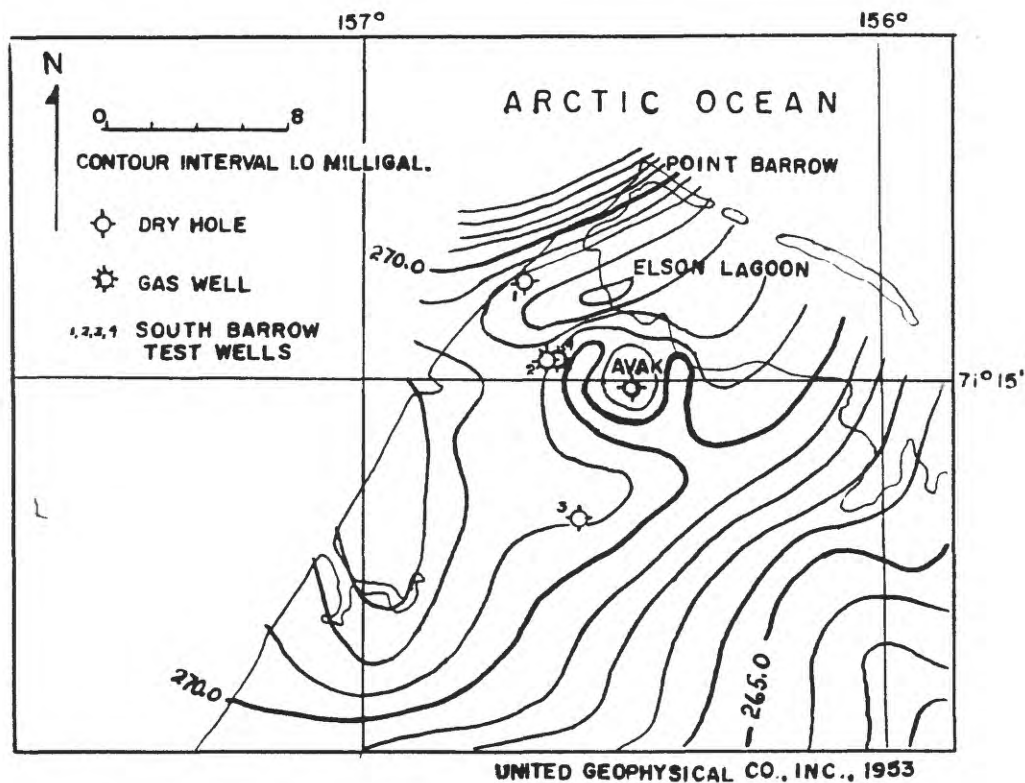 157° 156°
N
0 8
ARCTIC OCEAN
CONTOUR INTERVAL 1.0 MILLIGAL.
POINT BARROW
DRY HOLE
270.0
ELSON LAGOON
GAS WELL
1
1,2,3,4 SOUTH BARROW
TEST WELLS
4
2
AVAK
71°15'
3
270.0
265.0
UNITED GEOPHYSICAL CO., INC., 1953